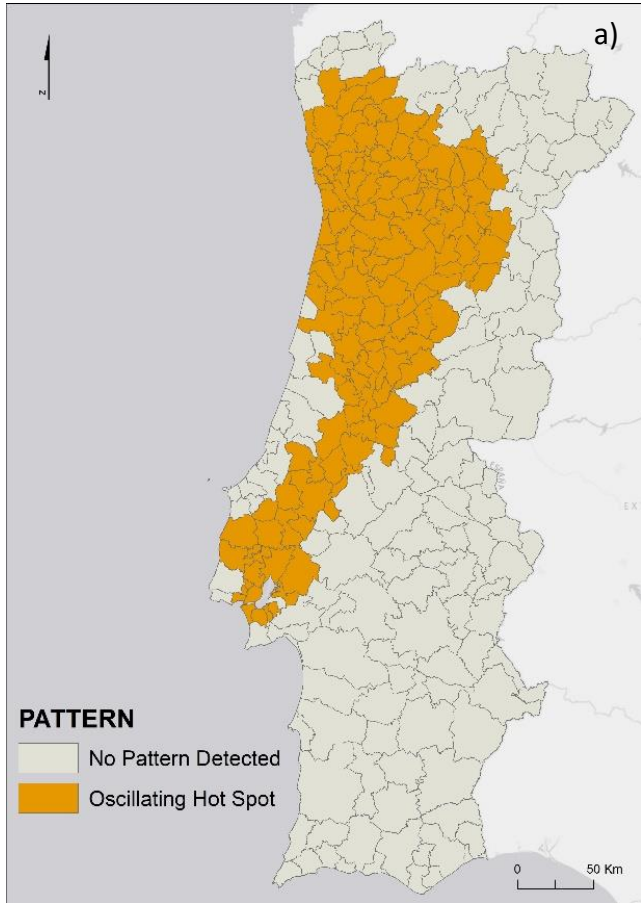 a)
N
PATTERN
No Pattern Detected
Oscillating Hot Spot
0 50 Km